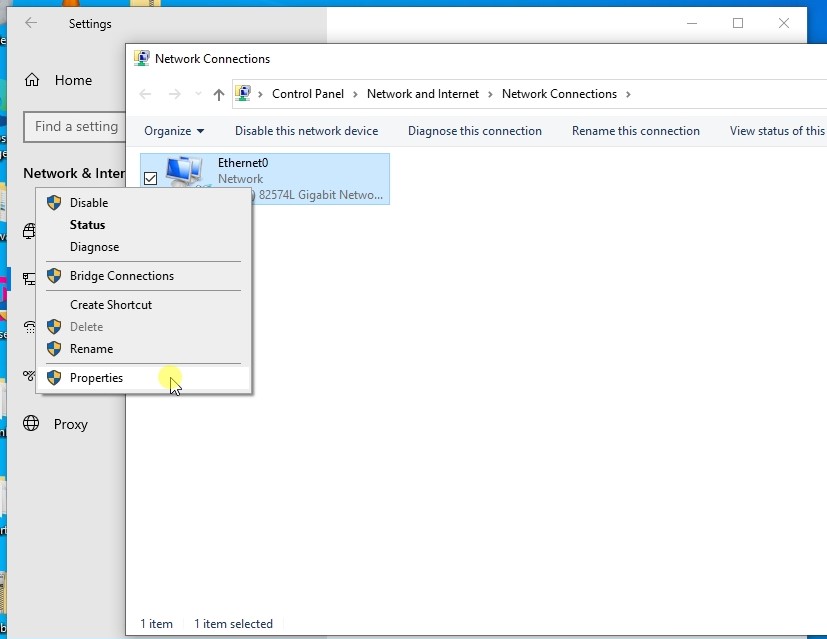 Settings
Network Connections
Home
Control Panel > Network and Internet > Network Connections >
Find a setting
Organize Disable this network device Diagnose this connection Rename this connection View status of this
Network & Inter
Ethernet0
Network
82574L Gigabit Netwo...
Disable
Status
Diagnose
Bridge Connections
Create Shortcut
Delete
Rename
Properties
Proxy
1 item 1 item selected